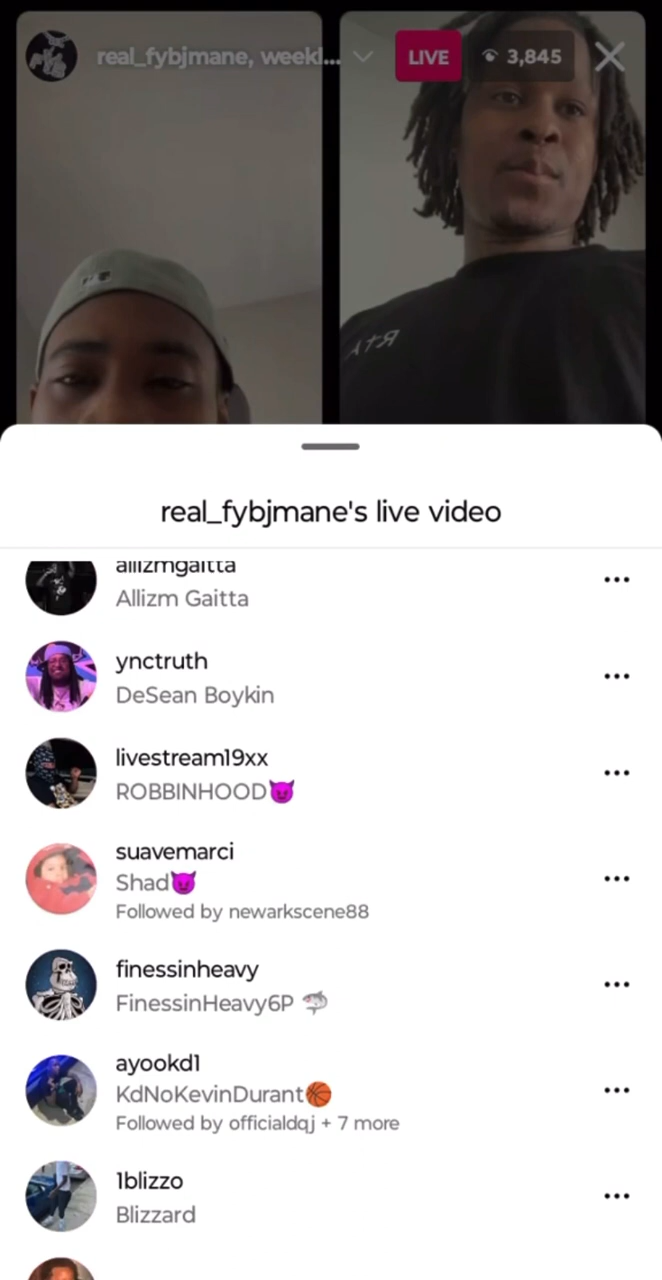 real_fybjmane, weekl...
LIVE
3,845
real_fybjmane's live video
allizmgaitta
Allizm Gaitta
ynctruth
DeSean Boykin
livestream19xx
ROBBINHOOD😈
suavemarci
Shad😈
Followed by newarkscene88
finessinheavy
FinessinHeavy6P 🦈
ayookd1
KdNoKevinDurant🏀
Followed by officialdqj + 7 more
1blizzo
Blizzard